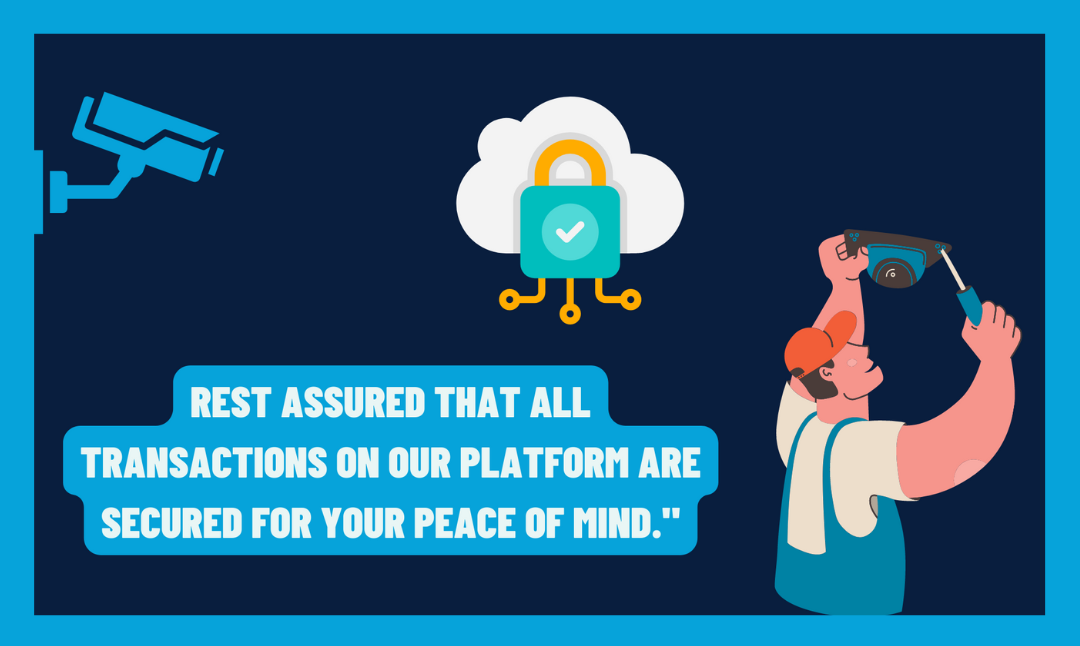 REST ASSURED THAT ALL
TRANSACTIONS ON OUR PLATFORM ARE
SECURED FOR YOUR PEACE OF MIND."